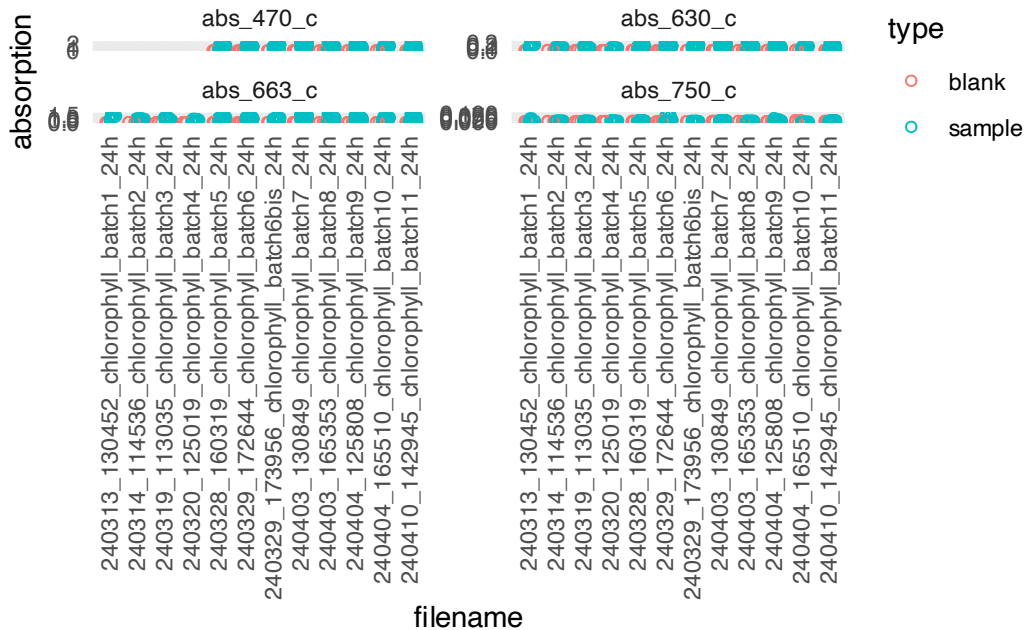 abs_470_c
abs_630_c
type
blank
sample
absorption
abs_663_c
abs_750_c
240313_130452_chlorophyll_batch1_24h
240314_114536_chlorophyll_batch2_24h
240319_113035_chlorophyll_batch3_24h
240320_125019_chlorophyll_batch4_24h
240328_160319_chlorophyll_batch5_24h
240329_172644_chlorophyll_batch6_24h
240329_173956_chlorophyll_batch6bis_24h
240403_130849_chlorophyll_batch7_24h
240403_165353_chlorophyll_batch8_24h
240404_125808_chlorophyll_batch9_24h
240404_165510_chlorophyll_batch10_24h
240410_142945_chlorophyll_batch11_24h
240313_130452_chlorophyll_batch1_24h
240314_114536_chlorophyll_batch2_24h
240319_113035_chlorophyll_batch3_24h
240320_125019_chlorophyll_batch4_24h
240328_160319_chlorophyll_batch5_24h
240329_172644_chlorophyll_batch6_24h
240329_173956_chlorophyll_batch6bis_24h
240403_130849_chlorophyll_batch7_24h
240403_165353_chlorophyll_batch8_24h
240404_125808_chlorophyll_batch9_24h
240404_165510_chlorophyll_batch10_24h
240410_142945_chlorophyll_batch11_24h
filename